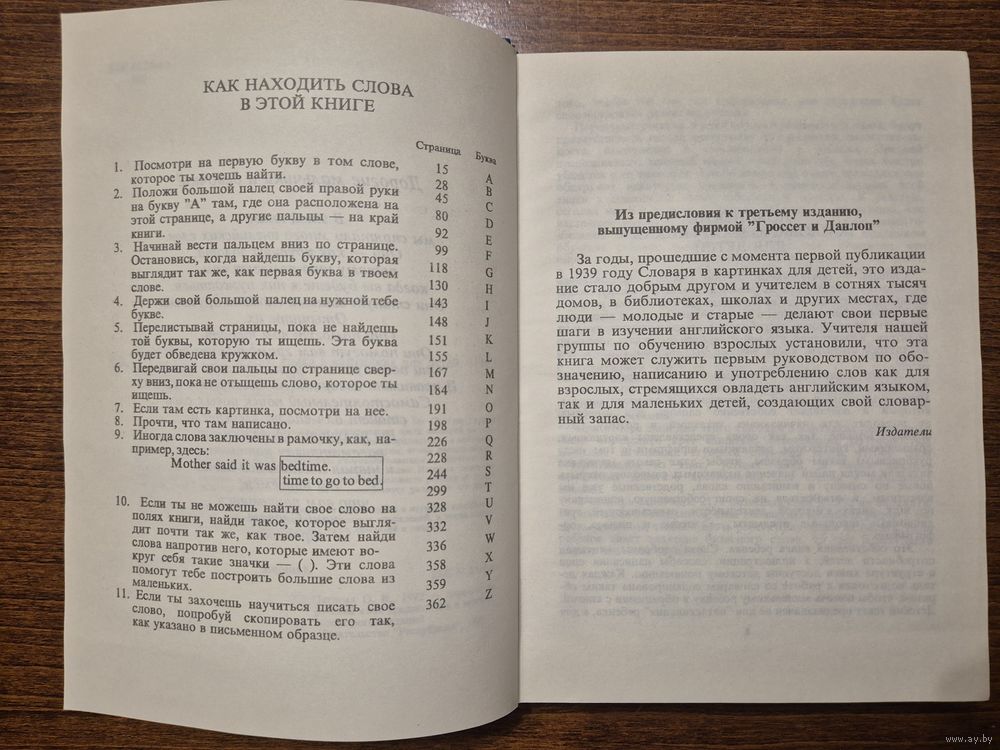 КАК НАХОДИТЬ СЛОВА
В ЭТОЙ КНИГЕ
1. Посмотри на первую букву в том слове,
которое ты хочешь найти.
2. Положи большой палец своей правой руки
на букву "А" там, где она расположена на
этой странице, а другие пальцы — на край
книги.
3. Начинай вести пальцем вниз по странице.
Остановись, когда найдешь букву, которая
выглядит так же, как первая буква в твоем
слове.
4. Держи свой большой палец на нужной тебе
букве.
5. Перелистывай страницы, пока не найдешь
той буквы, которую ты ищешь. Эта буква
будет обведена кружком.
6. Передвигай свои пальцы по странице свер-
ху вниз, пока не отыщешь слово, которое ты
ищешь.
7. Если там есть картинка, посмотри на нее.
8. Прочти, что там написано.
9. Иногда слова заключены в рамочку, как, на-
пример, здесь:
Mother said it was bedtime.
time to go to bed.
10. Если ты не можешь найти свое слово на
полях книги, найди такое, которое выгля-
дит почти так же, как твое. Затем найди
слова напротив него, которые имеют во-
круг себя такие значки — ( ). Эти слова
помогут тебе построить большие слова из
маленьких.
11. Если ты захочешь научиться писать свое
слово, попробуй скопировать его так,
как указано в письменном образце.
Страница Буква
15 A
28 B
45 C
80 D
92 E
99 F
118 G
130 H
143 I
148 J
151 K
155 L
167 M
184 N
191 O
198 P
226 Q
228 R
244 S
299 T
328 U
332 V
336 W
358 X
359 Y
362 Z
Из предисловия к третьему изданию,
выпущенному фирмой "Гроссет и Данлоп"
За годы, прошедшие с момента первой публикации
в 1939 году Словаря в картинках для детей, это изда-
ние стало добрым другом и учителем в сотнях тысяч
домов, в библиотеках, школах и других местах, где
люди — молодые и старые — делают свои первые
шаги в изучении английского языка. Учителя нашей
группы по обучению взрослых установили, что эта
книга может служить первым руководством по обо-
значению, написанию и употреблению слов как для
взрослых, стремящихся овладеть английским языком,
так и для маленьких детей, создающих свой словар-
ный запас.
Издатели
www.ay.by